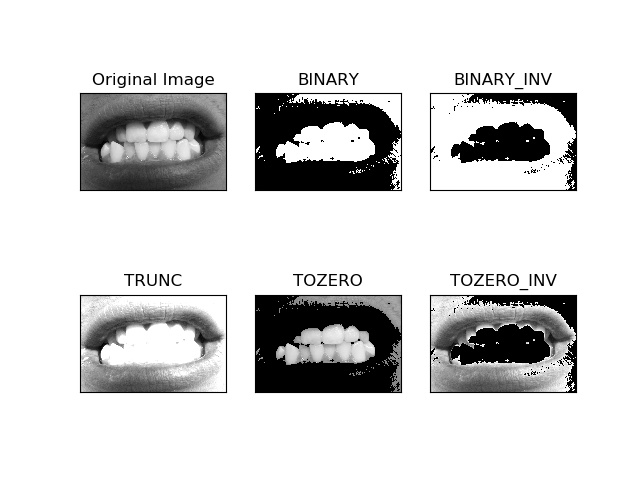 Original Image
BINARY
BINARY_INV
TRUNC
TOZERO
TOZERO_INV